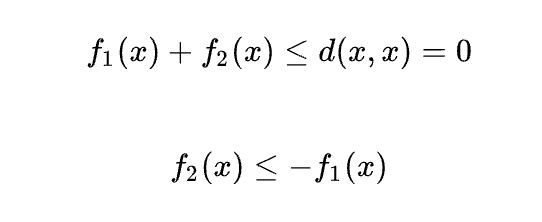 f₁(x) + f₂(x) ≤ d(x, x) = 0
f₂(x) ≤ −f₁(x)